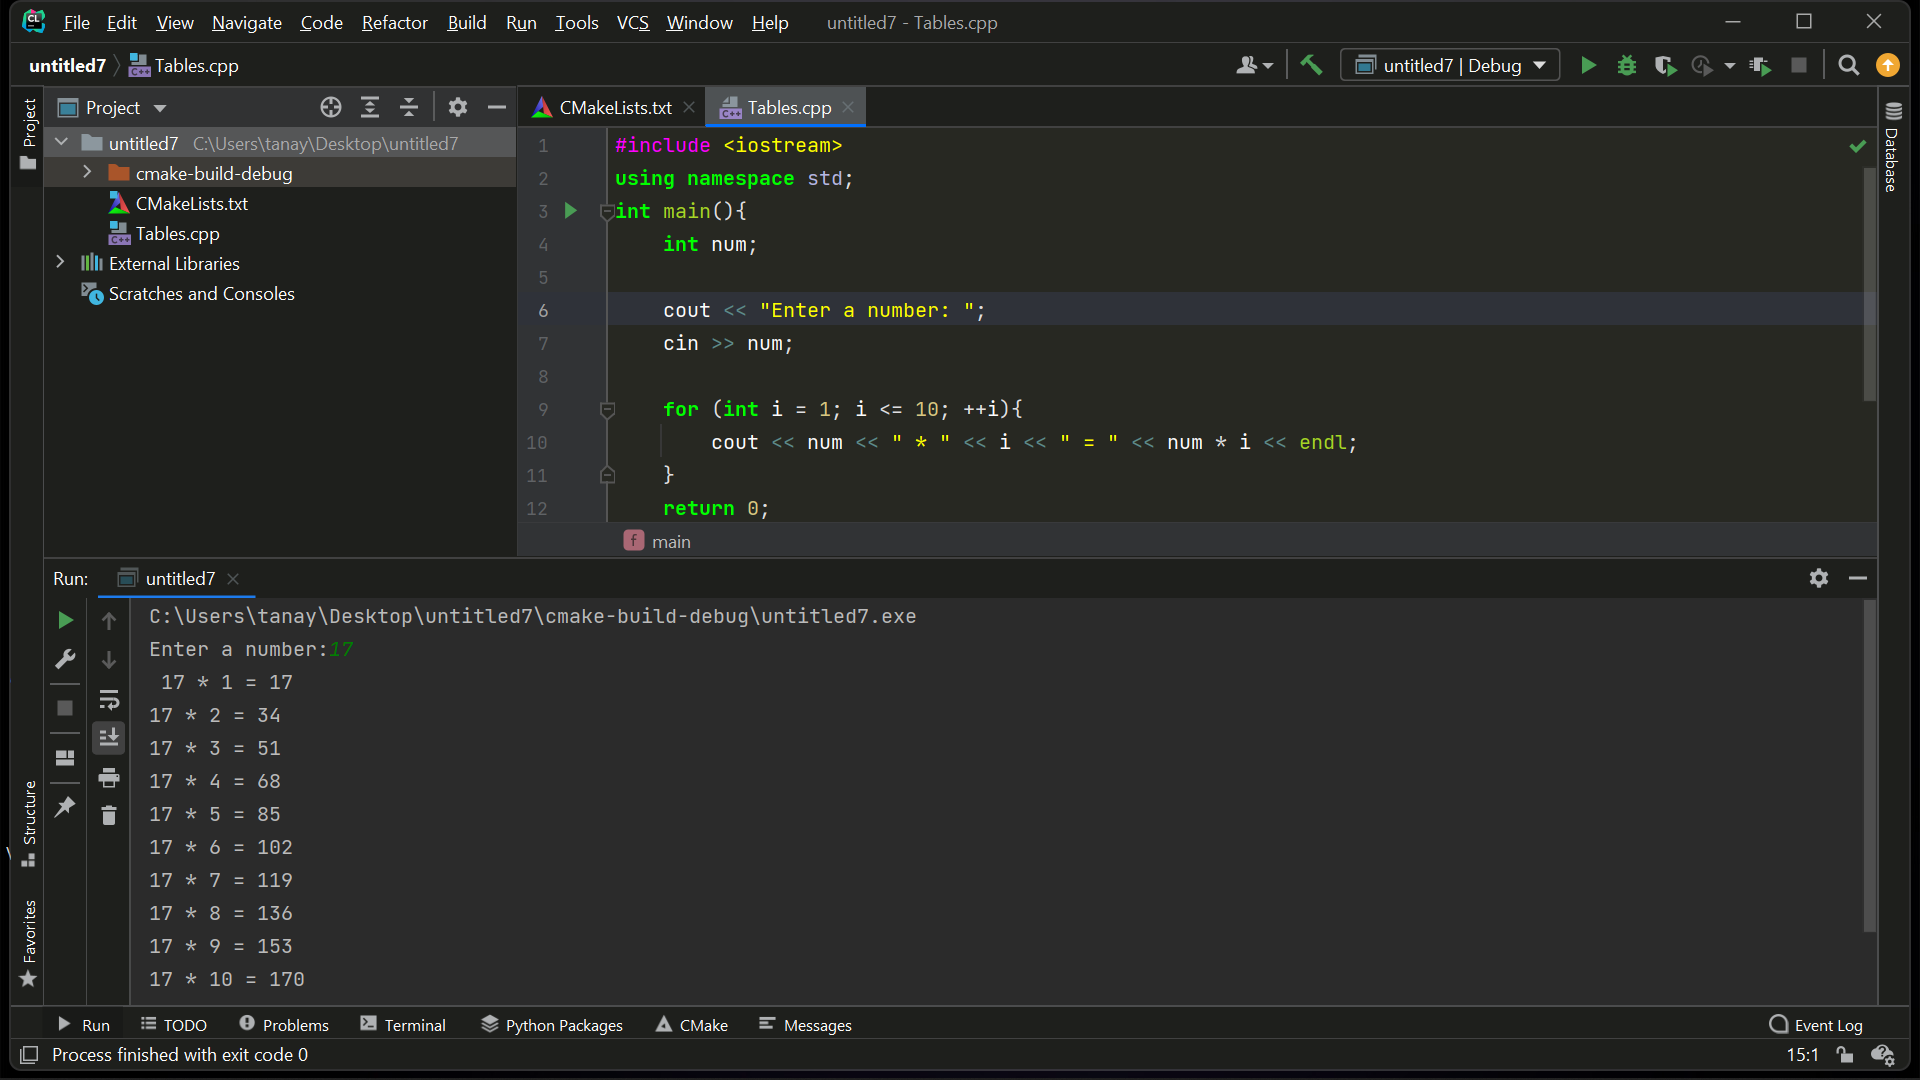 CL File Edit View Navigate Code Refactor Build Run Tools VCS Window Help untitled7 - Tables.cpp
untitled7 Tables.cpp untitled7 | Debug
Project Project CMakeLists.txt Tables.cpp Database
untitled7 C:\Users\tanay\Desktop\untitled7
cmake-build-debug
CMakeLists.txt
Tables.cpp
External Libraries
Scratches and Consoles
1 #include <iostream>
2 using namespace std;
3 int main(){
4 int num;
5
6 cout << "Enter a number: ";
7 cin >> num;
8
9 for (int i = 1; i <= 10; ++i){
10 cout << num << " * " << i << " = " << num * i << endl;
11 }
12 return 0;
f main
Run: untitled7
C:\Users\tanay\Desktop\untitled7\cmake-build-debug\untitled7.exe
Enter a number:17
17 * 1 = 17
17 * 2 = 34
17 * 3 = 51
17 * 4 = 68
17 * 5 = 85
17 * 6 = 102
17 * 7 = 119
17 * 8 = 136
17 * 9 = 153
17 * 10 = 170
Structure
Favorites
Run TODO Problems Terminal Python Packages CMake Messages Event Log
Process finished with exit code 0 15:1